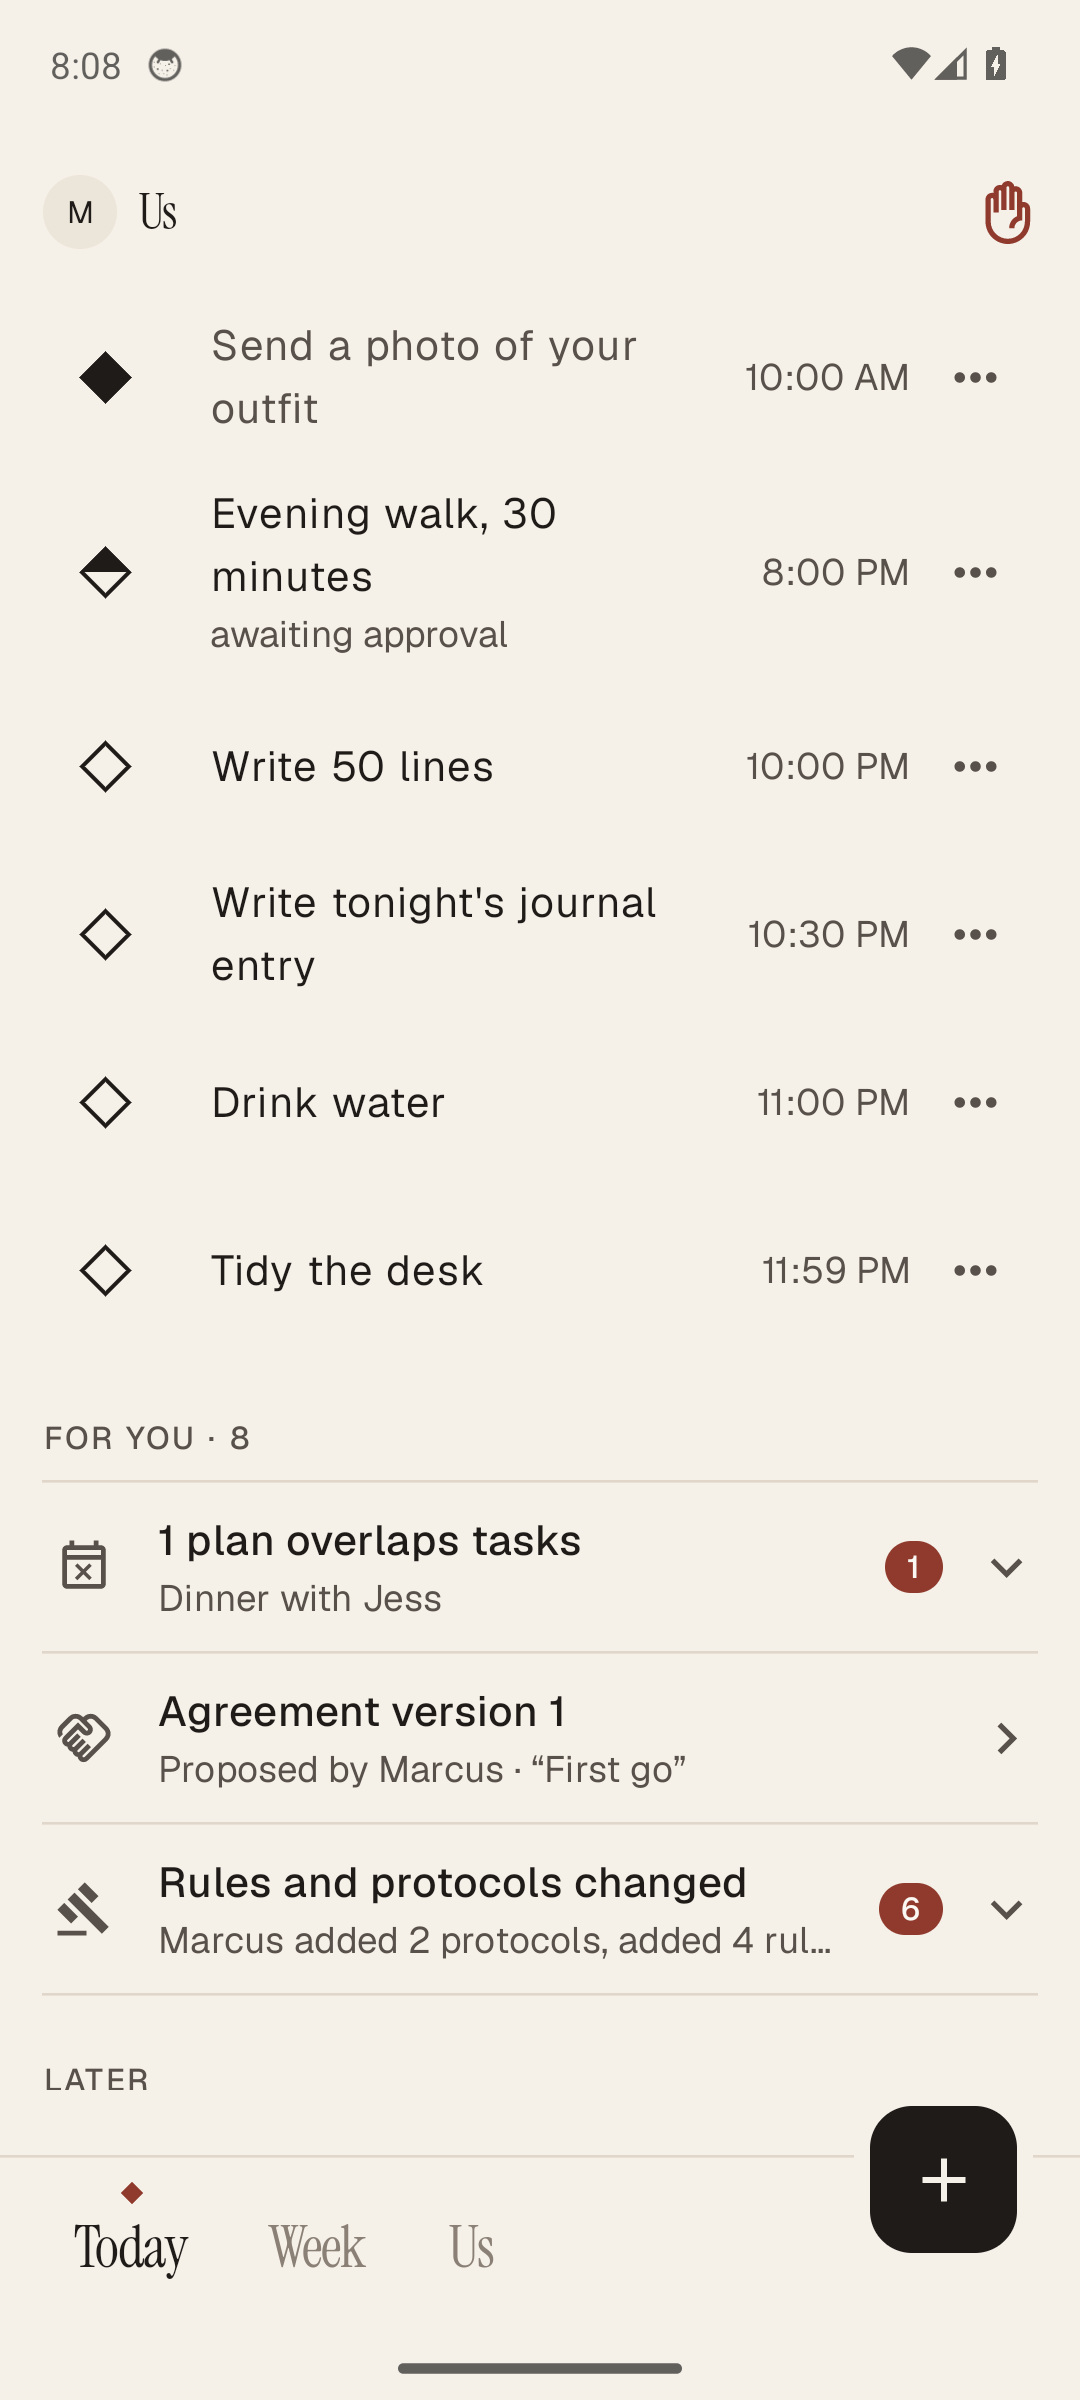 8:08
M Us
Send a photo of your
outfit
10:00 AM
Evening walk, 30
minutes
awaiting approval
8:00 PM
Write 50 lines
10:00 PM
Write tonight's journal
entry
10:30 PM
Drink water
11:00 PM
Tidy the desk
11:59 PM
FOR YOU · 8
1 plan overlaps tasks
Dinner with Jess
1
Agreement version 1
Proposed by Marcus · “First go”
Rules and protocols changed
Marcus added 2 protocols, added 4 rul...
6
LATER
Today Week Us